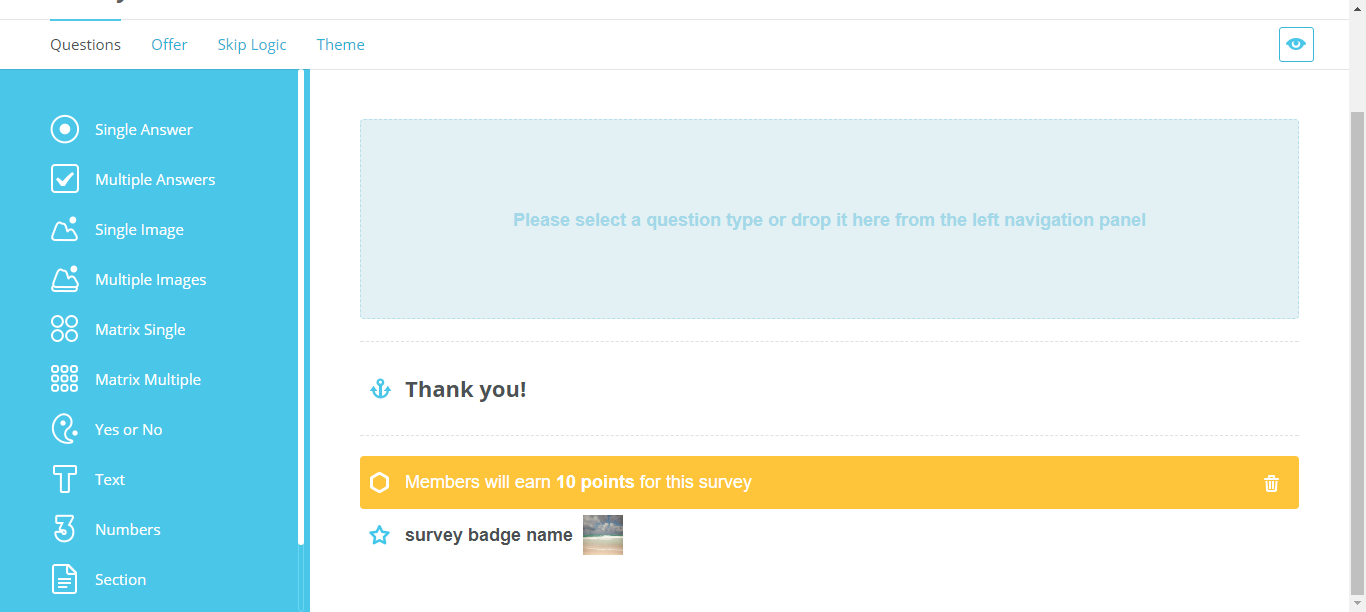 Questions
Offer
Skip Logic
Theme
Single Answer
Multiple Answers
Single Image
Multiple Images
Matrix Single
Matrix Multiple
Yes or No
Text
Numbers
Section
Please select a question type or drop it here from the left navigation panel
Thank you!
Members will earn 10 points for this survey
survey badge name